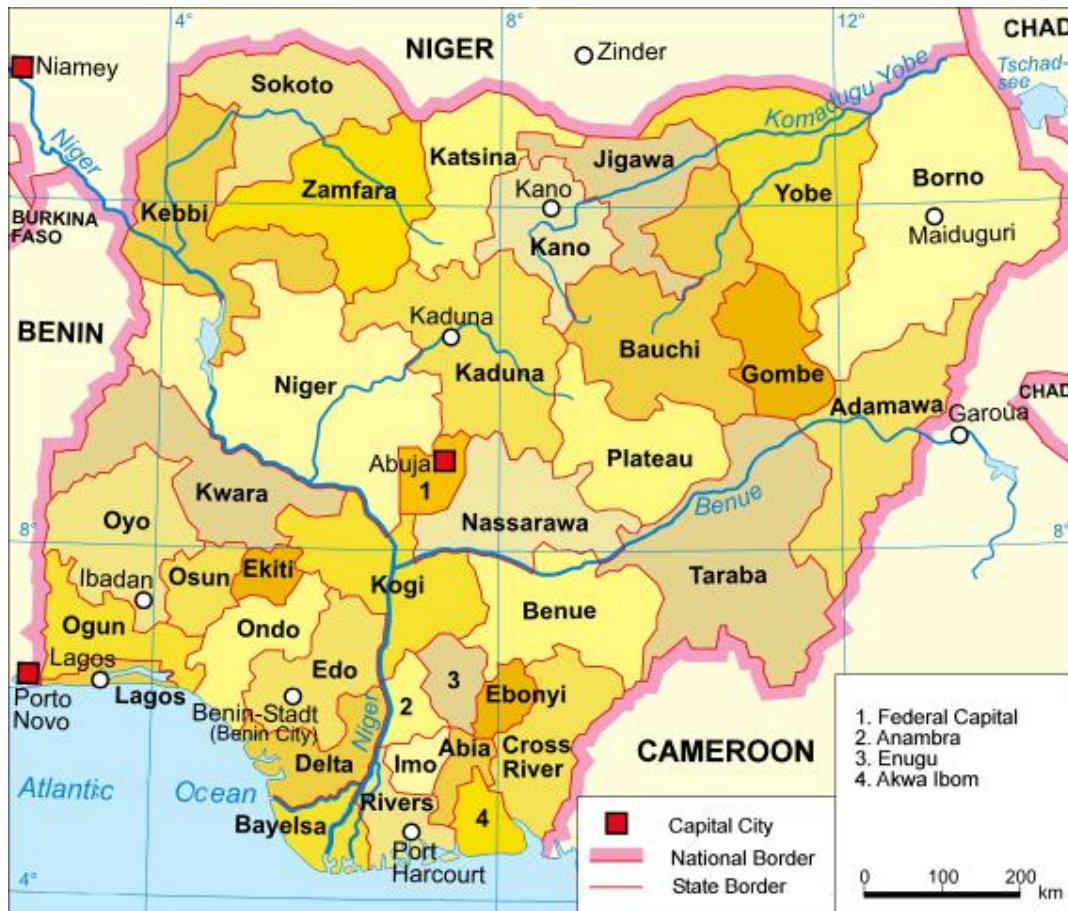 4°
8°
12°
CHAD
NIGER
Zinder
Niamey
Tschad-
see
Sokoto
Komadugu Yobe
Niger
Katsina
Jigawa
Zamfara
Kano
Yobe
Borno
Kebbi
BURKINA
FASO
Maiduguri
Kano
BENIN
Kaduna
Bauchi
Niger
Kaduna
Gombe
CHAD
Adamawa
Garoua
Abuja
Plateau
1
Kwara
Benue
Oyo
Nassarawa
8°
8°
Ibadan
Osun
Ekiti
Kogi
Taraba
Benue
Ogun
Ondo
Lagos
Edo
3
Ebonyi
Porto
Novo
Lagos
2
Benin-Stadt
(Benin City)
Niger
Abia
Cross
River
CAMEROON
Delta
Imo
Atlantic Ocean
Rivers
Bayelsa
4
Port
Harcourt
4°
1. Federal Capital
2. Anambra
3. Enugu
4. Akwa Ibom
Capital City
National Border
State Border
0 100 200
km